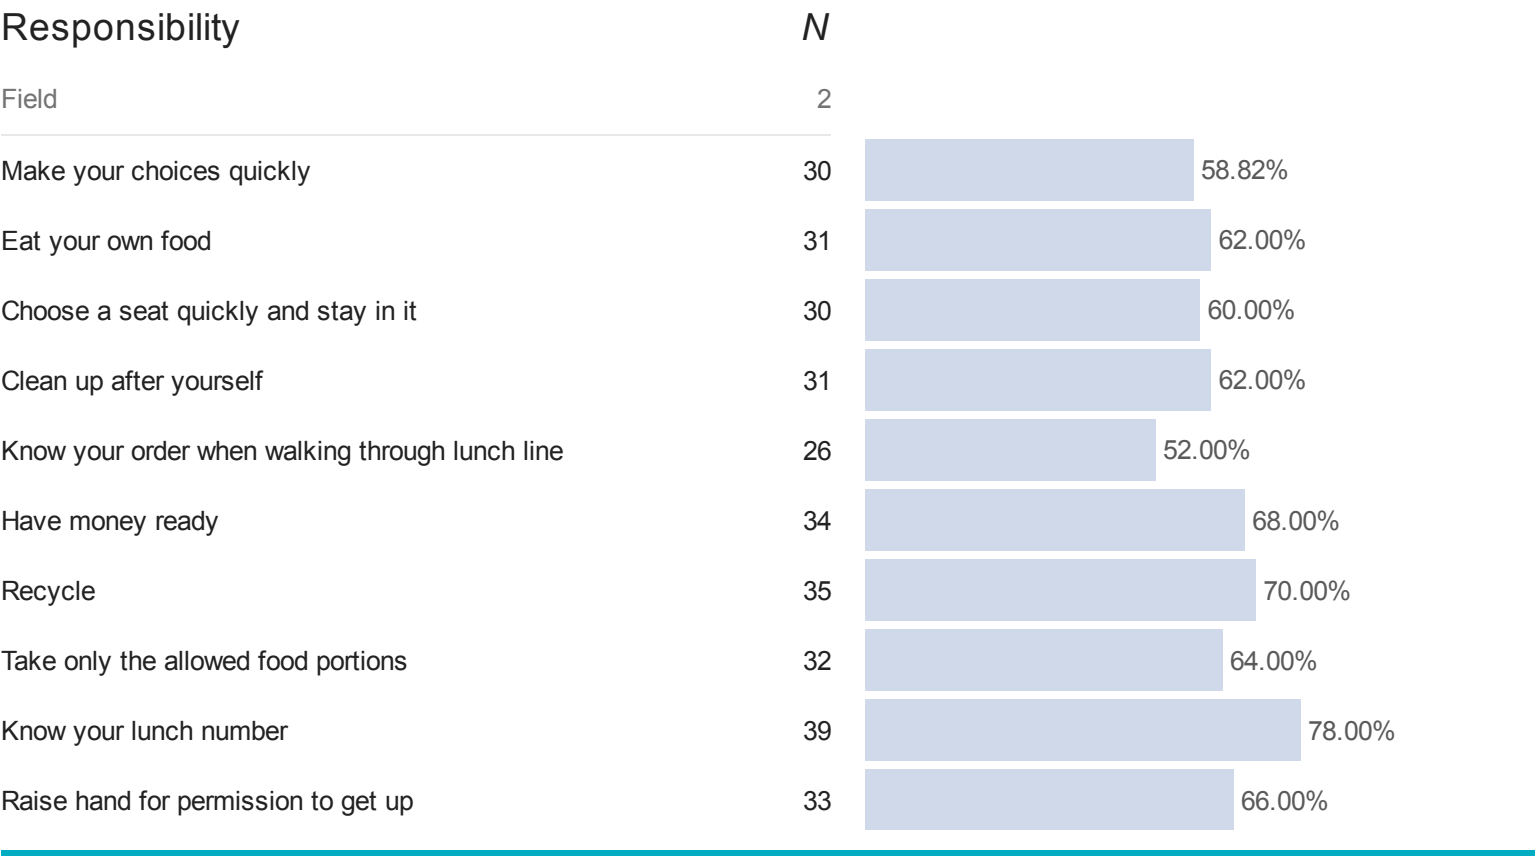 Responsibility N
Field 2
Make your choices quickly 30 58.82%
Eat your own food 31 62.00%
Choose a seat quickly and stay in it 30 60.00%
Clean up after yourself 31 62.00%
Know your order when walking through lunch line 26 52.00%
Have money ready 34 68.00%
Recycle 35 70.00%
Take only the allowed food portions 32 64.00%
Know your lunch number 39 78.00%
Raise hand for permission to get up 33 66.00%